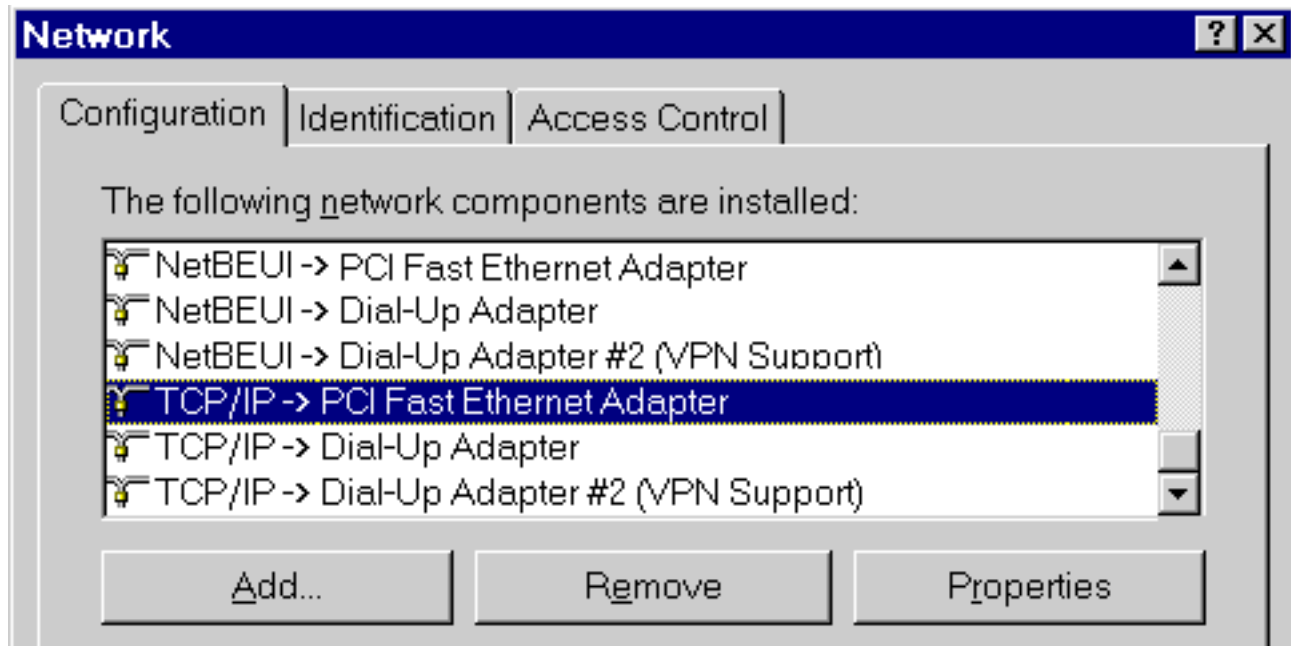 Network
Configuration Identification Access Control
The following network components are installed:
NetBEUI -> PCI Fast Ethernet Adapter
NetBEUI -> Dial-Up Adapter
NetBEUI -> Dial-Up Adapter #2 (VPN Support)
TCP/IP -> PCI Fast Ethernet Adapter
TCP/IP -> Dial-Up Adapter
TCP/IP -> Dial-Up Adapter #2 (VPN Support)
Add... Remove Properties